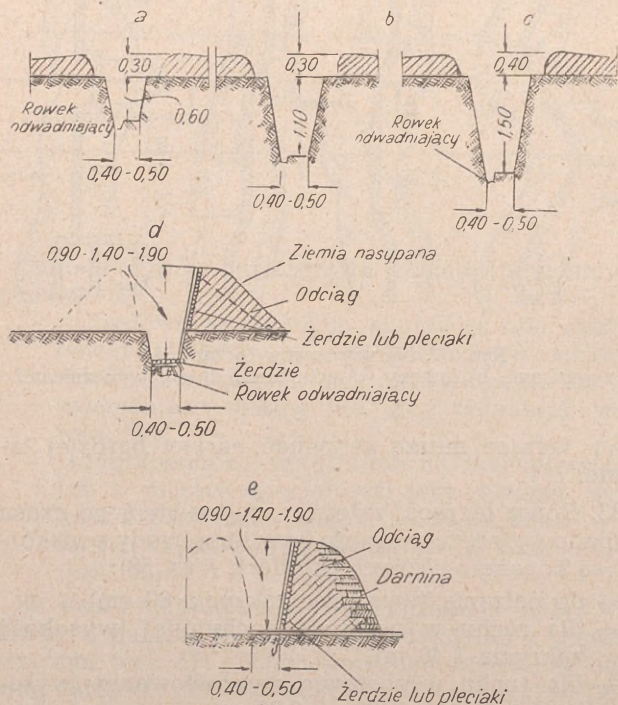 a
b
c
0,30
0,30
0,40
Rowek
odwadniający
0,60
1,10
1,50
Rowek
odwadniający
0,40-0,50
0,40-0,50
0,40-0,50
d
0,90-1,40-1,90
Ziemia nasypana
Odciąg
Żerdzie lub pleciaki
Żerdzie
Rowek odwadniający
0,40-0,50
e
0,90-1,40-1,90
Odciąg
Darnina
0,40-0,50
Żerdzie lub pleciaki